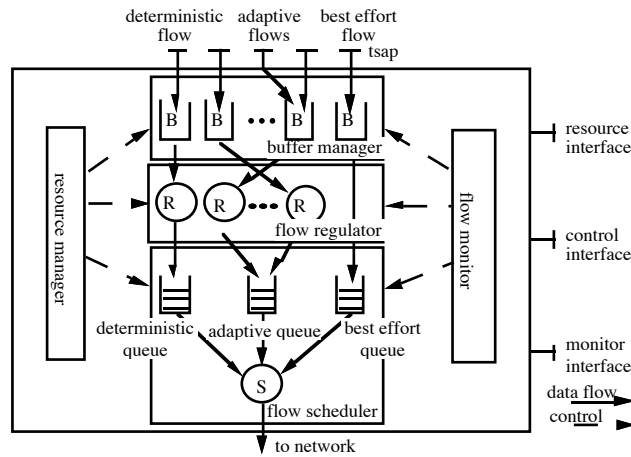 deterministic
flow
adaptive
flows
best effort
flow
tsap
B
B
B
B
buffer manager
resource manager
flow monitor
R
R
R
flow regulator
deterministic
queue
adaptive queue
best effort
queue
S
flow scheduler
to network
resource
interface
control
interface
monitor
interface
data flow
control